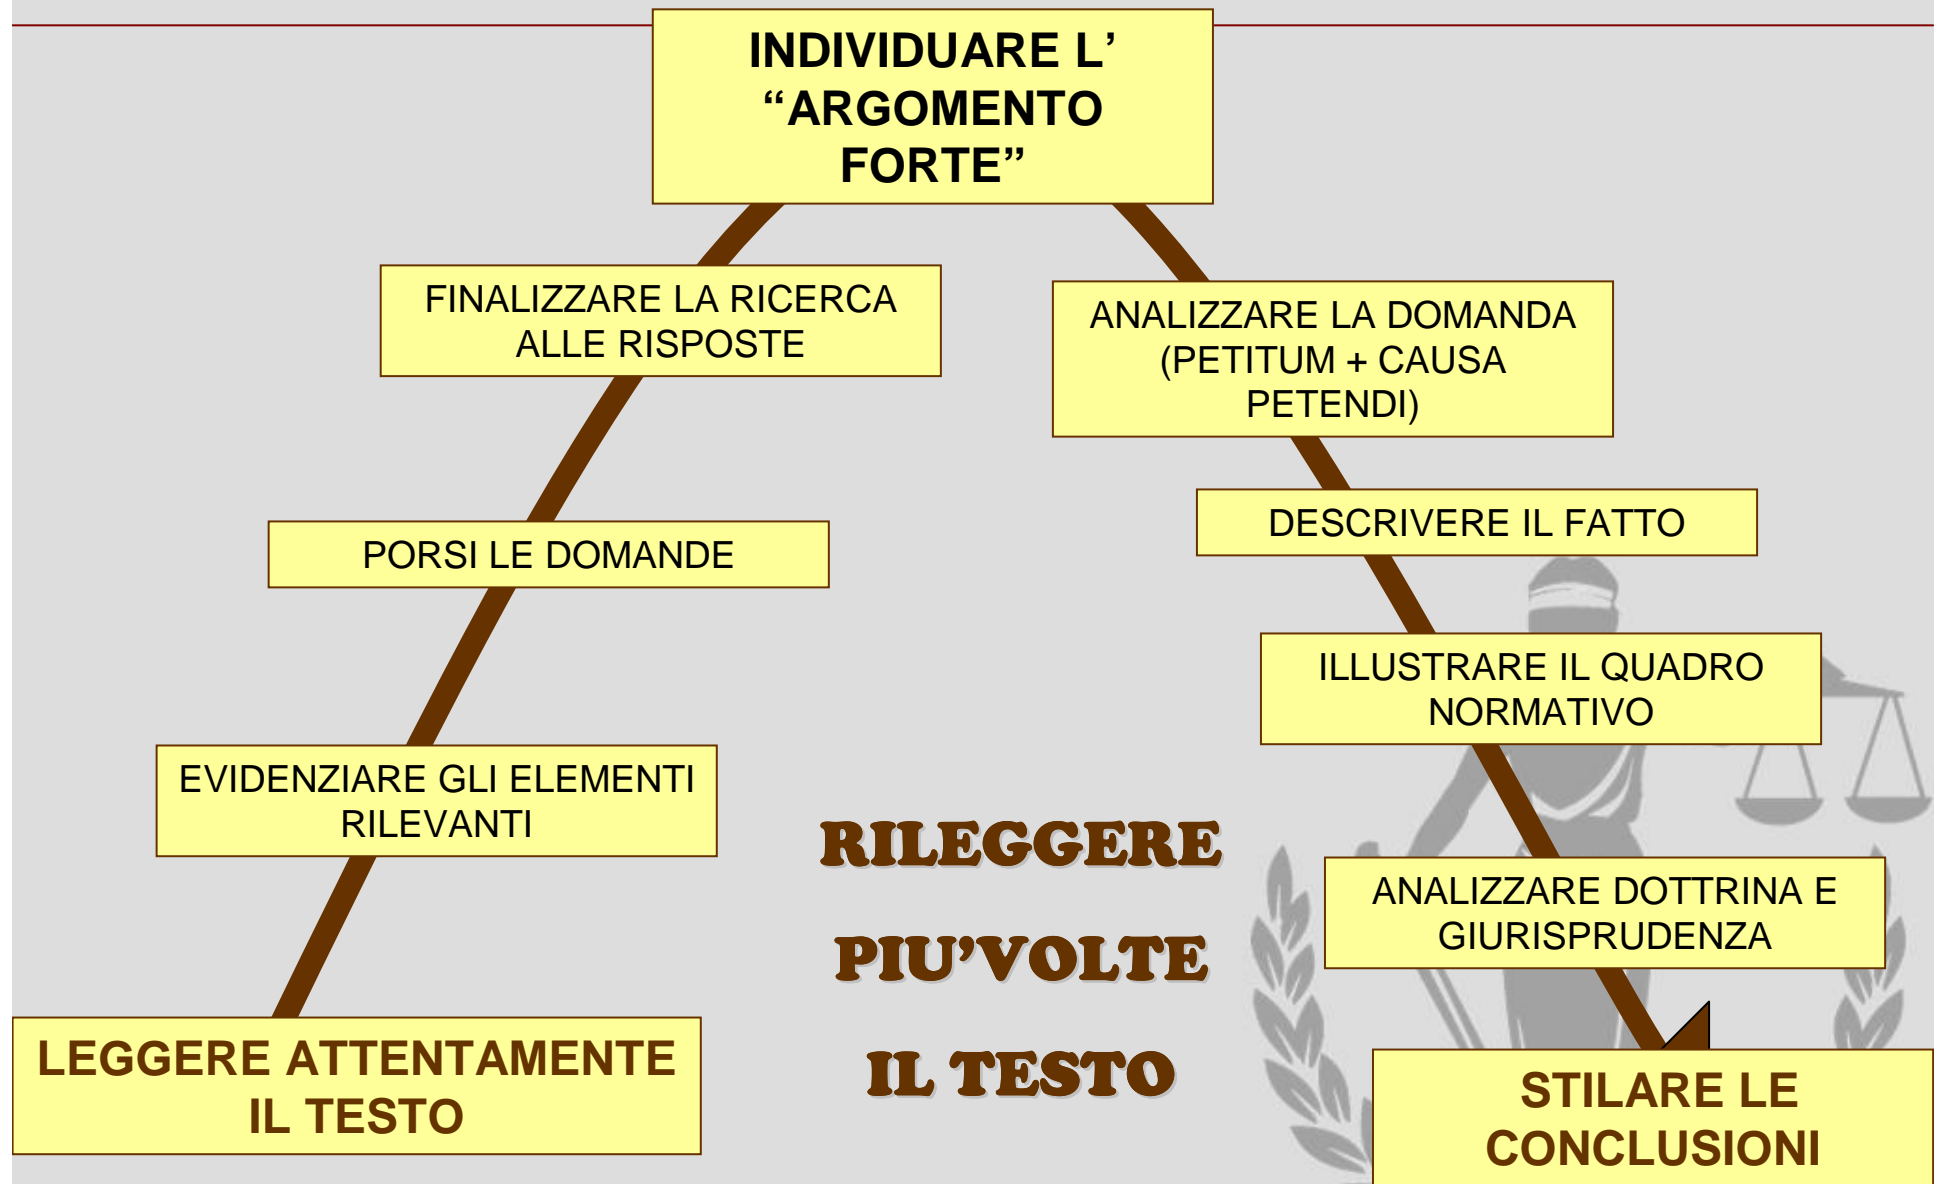 INDIVIDUARE L’
“ARGOMENTO
FORTE”
FINALIZZARE LA RICERCA
ALLE RISPOSTE
ANALIZZARE LA DOMANDA
(PETITUM + CAUSA
PETENDI)
PORSI LE DOMANDE
DESCRIVERE IL FATTO
ILLUSTRARE IL QUADRO
NORMATIVO
EVIDENZIARE GLI ELEMENTI
RILEVANTI
RILEGGERE
PIU’VOLTE
IL TESTO
ANALIZZARE DOTTRINA E
GIURISPRUDENZA
LEGGERE ATTENTAMENTE
IL TESTO
STILARE LE
CONCLUSIONI